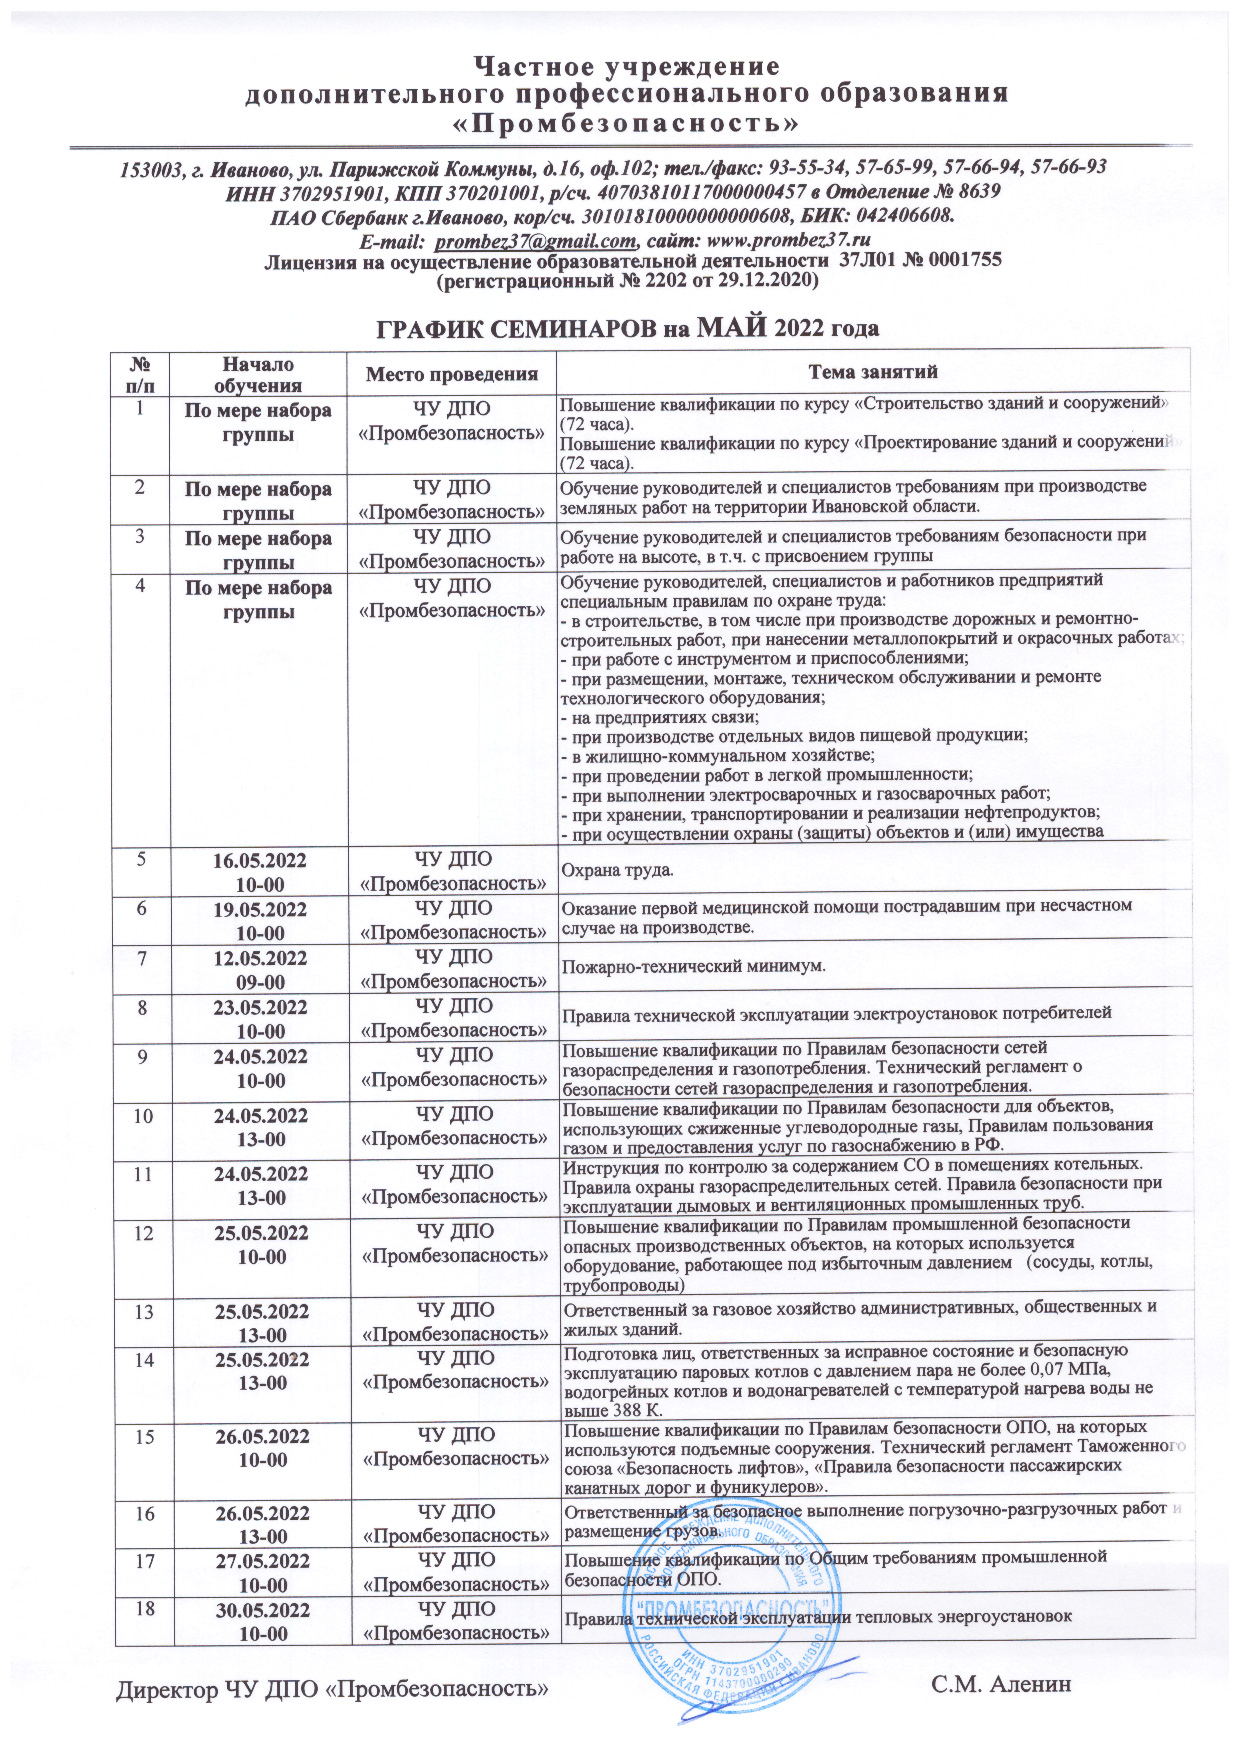 Частное учреждение
дополнительного профессионального образования
«Промбезопасность»
153003, г. Иваново, ул. Парижской Коммуны, д.16, оф.102; тел./факс: 93-55-34, 57-65-99, 57-66-94, 57-66-93
ИНН 3702951901, КПП 370201001, р/сч. 40703810117000000457 в Отделение № 8639
ПАО Сбербанк г.Иваново, кор/сч. 30101810000000000608, БИК: 042406608.
E-mail: prombez37@gmail.com, сайт: www.prombez37.ru
Лицензия на осуществление образовательной деятельности 37Л01 № 0001755
(регистрационный № 2202 от 29.12.2020)
ГРАФИК СЕМИНАРОВ на МАЙ 2022 года
№ п/п
Начало обучения
Место проведения
Тема занятий
1
По мере набора
группы
ЧУ ДПО
«Промбезопасность»
Повышение квалификации по курсу «Строительство зданий и сооружений»
(72 часа).
Повышение квалификации по курсу «Проектирование зданий и сооружений»
(72 часа).
2
По мере набора
группы
ЧУ ДПО
«Промбезопасность»
Обучение руководителей и специалистов требованиям при производстве
земляных работ на территории Ивановской области.
3
По мере набора
группы
ЧУ ДПО
«Промбезопасность»
Обучение руководителей и специалистов требованиям безопасности при
работе на высоте, в т.ч. с присвоением группы
4
По мере набора
группы
ЧУ ДПО
«Промбезопасность»
Обучение руководителей, специалистов и работников предприятий
специальным правилам по охране труда:
- в строительстве, в том числе при производстве дорожных и ремонтно-
строительных работ, при нанесении металлопокрытий и окрасочных работах;
- при работе с инструментом и приспособлениями;
- при размещении, монтаже, техническом обслуживании и ремонте
технологического оборудования;
- на предприятиях связи;
- при производстве отдельных видов пищевой продукции;
- в жилищно-коммунальном хозяйстве;
- при проведении работ в легкой промышленности;
- при выполнении электросварочных и газосварочных работ;
- при хранении, транспортировании и реализации нефтепродуктов;
- при осуществлении охраны (защиты) объектов и (или) имущества
5
16.05.2022
10-00
ЧУ ДПО
«Промбезопасность»
Охрана труда.
6
19.05.2022
10-00
ЧУ ДПО
«Промбезопасность»
Оказание первой медицинской помощи пострадавшим при несчастном
случае на производстве.
7
12.05.2022
09-00
ЧУ ДПО
«Промбезопасность»
Пожарно-технический минимум.
8
23.05.2022
10-00
ЧУ ДПО
«Промбезопасность»
Правила технической эксплуатации электроустановок потребителей
9
24.05.2022
10-00
ЧУ ДПО
«Промбезопасность»
Повышение квалификации по Правилам безопасности сетей
газораспределения и газопотребления. Технический регламент о
безопасности сетей газораспределения и газопотребления.
10
24.05.2022
13-00
ЧУ ДПО
«Промбезопасность»
Повышение квалификации по Правилам безопасности для объектов,
использующих сжиженные углеводородные газы, Правилам пользования
газом и предоставления услуг по газоснабжению в РФ.
11
24.05.2022
13-00
ЧУ ДПО
«Промбезопасность»
Инструкция по контролю за содержанием СО в помещениях котельных.
Правила охраны газораспределительных сетей. Правила безопасности при
эксплуатации дымовых и вентиляционных промышленных труб.
12
25.05.2022
10-00
ЧУ ДПО
«Промбезопасность»
Повышение квалификации по Правилам промышленной безопасности
опасных производственных объектов, на которых используется
оборудование, работающее под избыточным давлением (сосуды, котлы,
трубопроводы)
13
25.05.2022
13-00
ЧУ ДПО
«Промбезопасность»
Ответственный за газовое хозяйство административных, общественных и
жилых зданий.
14
25.05.2022
13-00
ЧУ ДПО
«Промбезопасность»
Подготовка лиц, ответственных за исправное состояние и безопасную
эксплуатацию паровых котлов с давлением пара не более 0,07 МПа,
водогрейных котлов и водонагревателей с температурой нагрева воды не
выше 388 К.
15
26.05.2022
10-00
ЧУ ДПО
«Промбезопасность»
Повышение квалификации по Правилам безопасности ОПО, на которых
используются подъемные сооружения. Технический регламент Таможенного
союза «Безопасность лифтов», «Правила безопасности пассажирских
канатных дорог и фуникулеров».
16
26.05.2022
13-00
ЧУ ДПО
«Промбезопасность»
Ответственный за безопасное выполнение погрузочно-разгрузочных работ и
размещение грузов.
17
27.05.2022
10-00
ЧУ ДПО
«Промбезопасность»
Повышение квалификации по Общим требованиям промышленной
безопасности ОПО.
18
30.05.2022
10-00
ЧУ ДПО
«Промбезопасность»
Правила технической эксплуатации тепловых энергоустановок
"ПРОМБЕЗОПАСНОСТЬ"
ИНН 3702951901
ОГРН 1143700000290
РОССИЙСКАЯ ФЕДЕРАЦИЯ Г.ИВАНОВО
Директор ЧУ ДПО «Промбезопасность»
С.М. Аленин